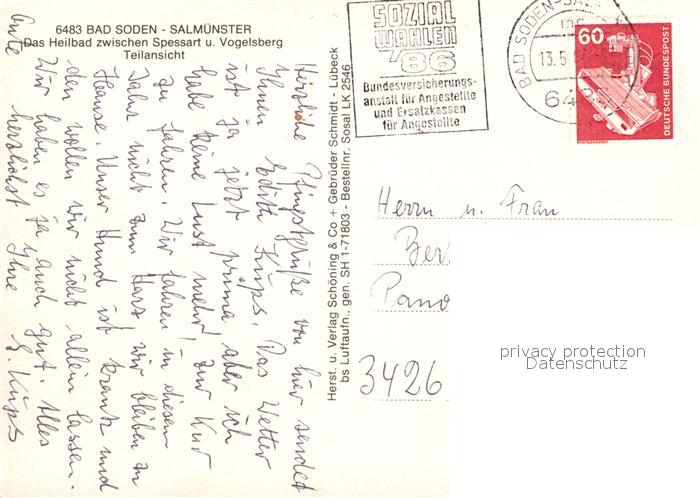 6483 BAD SODEN - SALMÜNSTER
Das Heilbad zwischen Spessart u. Vogelsberg
Teilansicht
Herzliche Pfingstgrüße von hier sendet
Ihnen Edith Küps. Das Wetter
ist ja jetzt prima aber ich
habe keine Lust mehr! zur Kur
zu fahren. Wir fahren in diesem
Jahr nicht zum Harz wir bleiben zu
Hause. Unser Hund ist krank und
den wollen wir nicht allein lassen.
Wir haben es ja auch gut. Alles
Gute herzlichst Ihre E. Küps
Herst. u. Verlag Schöning & Co + Gebrüder Schmidt - Lübeck
bs Luftaufn., gen. SH 1-71803 - Bestellnr. Sosal LK 2546
SOZIAL
WAHLEN
'86
Bundesversicherungs-
anstalt für Angestellte
und Ersatzkassen
für Angestellte
BAD SODEN-SAL
13.5.
60
DEUTSCHE BUNDESPOST
Herrn u. Frau
3426
privacy protection
Datenschutz